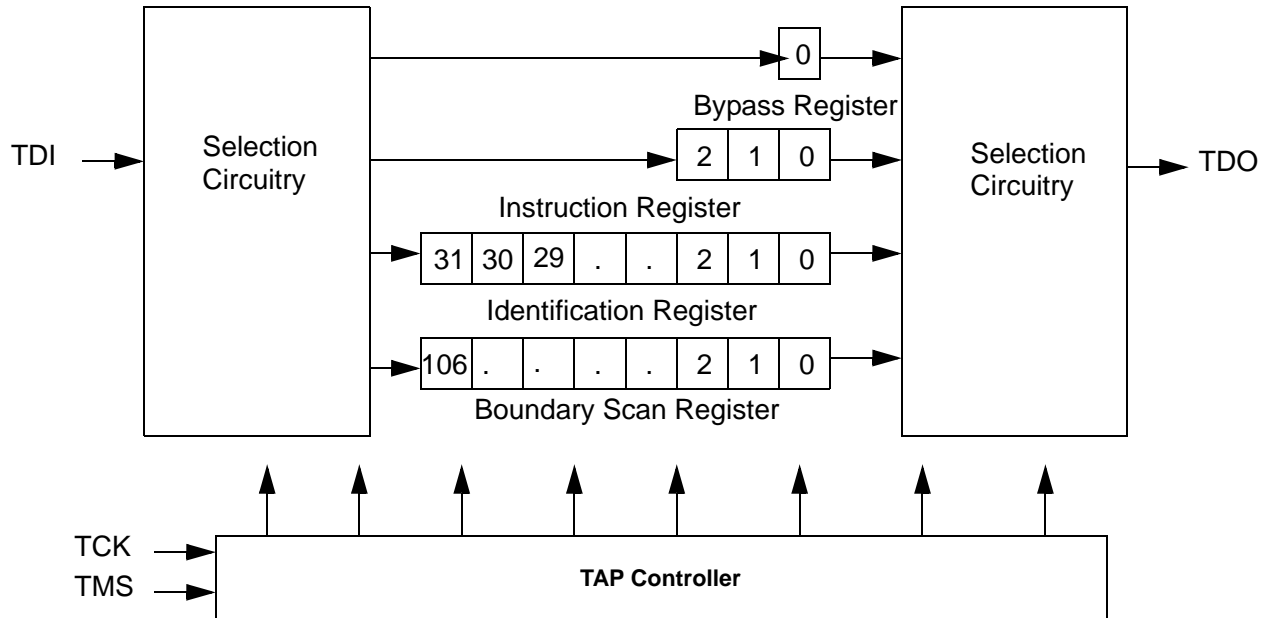 0
Bypass Register
TDI
Selection
Circuitry
2 1 0
Selection
Circuitry
TDO
Instruction Register
31 30 29 . . 2 1 0
Identification Register
106 . . . . 2 1 0
Boundary Scan Register
TCK
TMS
TAP Controller